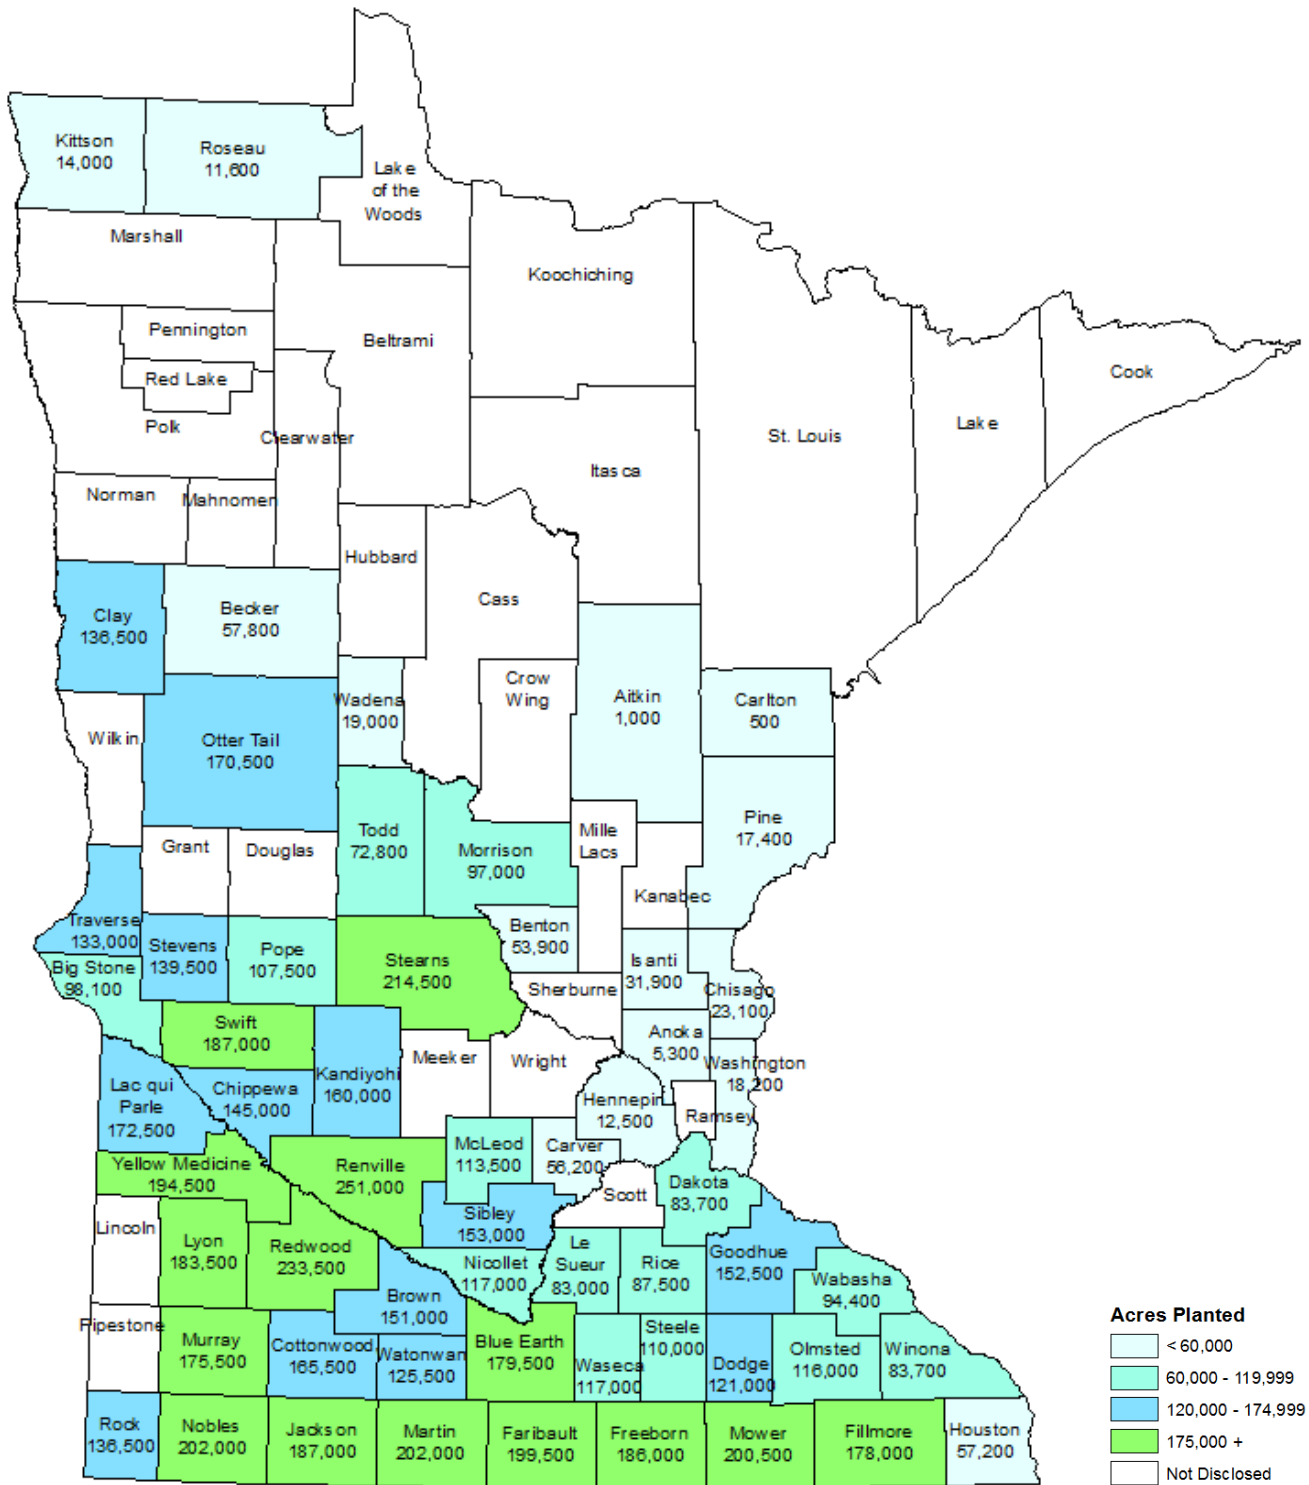 Kittson
14,000
Roseau
11,600
Lake
of the
Woods
Marshall
Koochiching
Pennington
Beltrami
Red Lake
Cook
Polk
Clearwater
Lake
St. Louis
Itasca
Norman
Mahnomen
Hubbard
Cass
Clay
136,500
Becker
57,800
Wadena
19,000
Crow
Wing
Aitkin
1,000
Carlton
500
Wilkin
Otter Tail
170,500
Pine
17,400
Grant
Douglas
Todd
72,800
Morrison
97,000
Mille
Lacs
Kanabec
Traverse
133,000
Stevens
139,500
Pope
107,500
Stearns
214,500
Benton
53,900
Isanti
31,900
Big Stone
98,100
Sherburne
Chisago
23,100
Swift
187,000
Anoka
5,300
Meeker
Wright
Washington
18,200
Lac qui
Parle
172,500
Chippewa
145,000
Kandiyohi
160,000
Hennepin
12,500
Ramsey
McLeod
113,500
Carver
56,200
Yellow Medicine
194,500
Renville
251,000
Scott
Dakota
83,700
Lincoln
Lyon
183,500
Redwood
233,500
Sibley
153,000
Nicollet
117,000
Le
Sueur
83,000
Rice
87,500
Goodhue
152,500
Wabasha
94,400
Brown
151,000
Pipestone
Murray
175,500
Cottonwood
165,500
Watonwan
125,500
Blue Earth
179,500
Waseca
117,000
Steele
110,000
Dodge
121,000
Olmsted
116,000
Winona
83,700
Rock
136,500
Nobles
202,000
Jackson
187,000
Martin
202,000
Faribault
199,500
Freeborn
186,000
Mower
200,500
Fillmore
178,000
Houston
57,200
Acres Planted
< 60,000
60,000 - 119,999
120,000 - 174,999
175,000 +
Not Disclosed